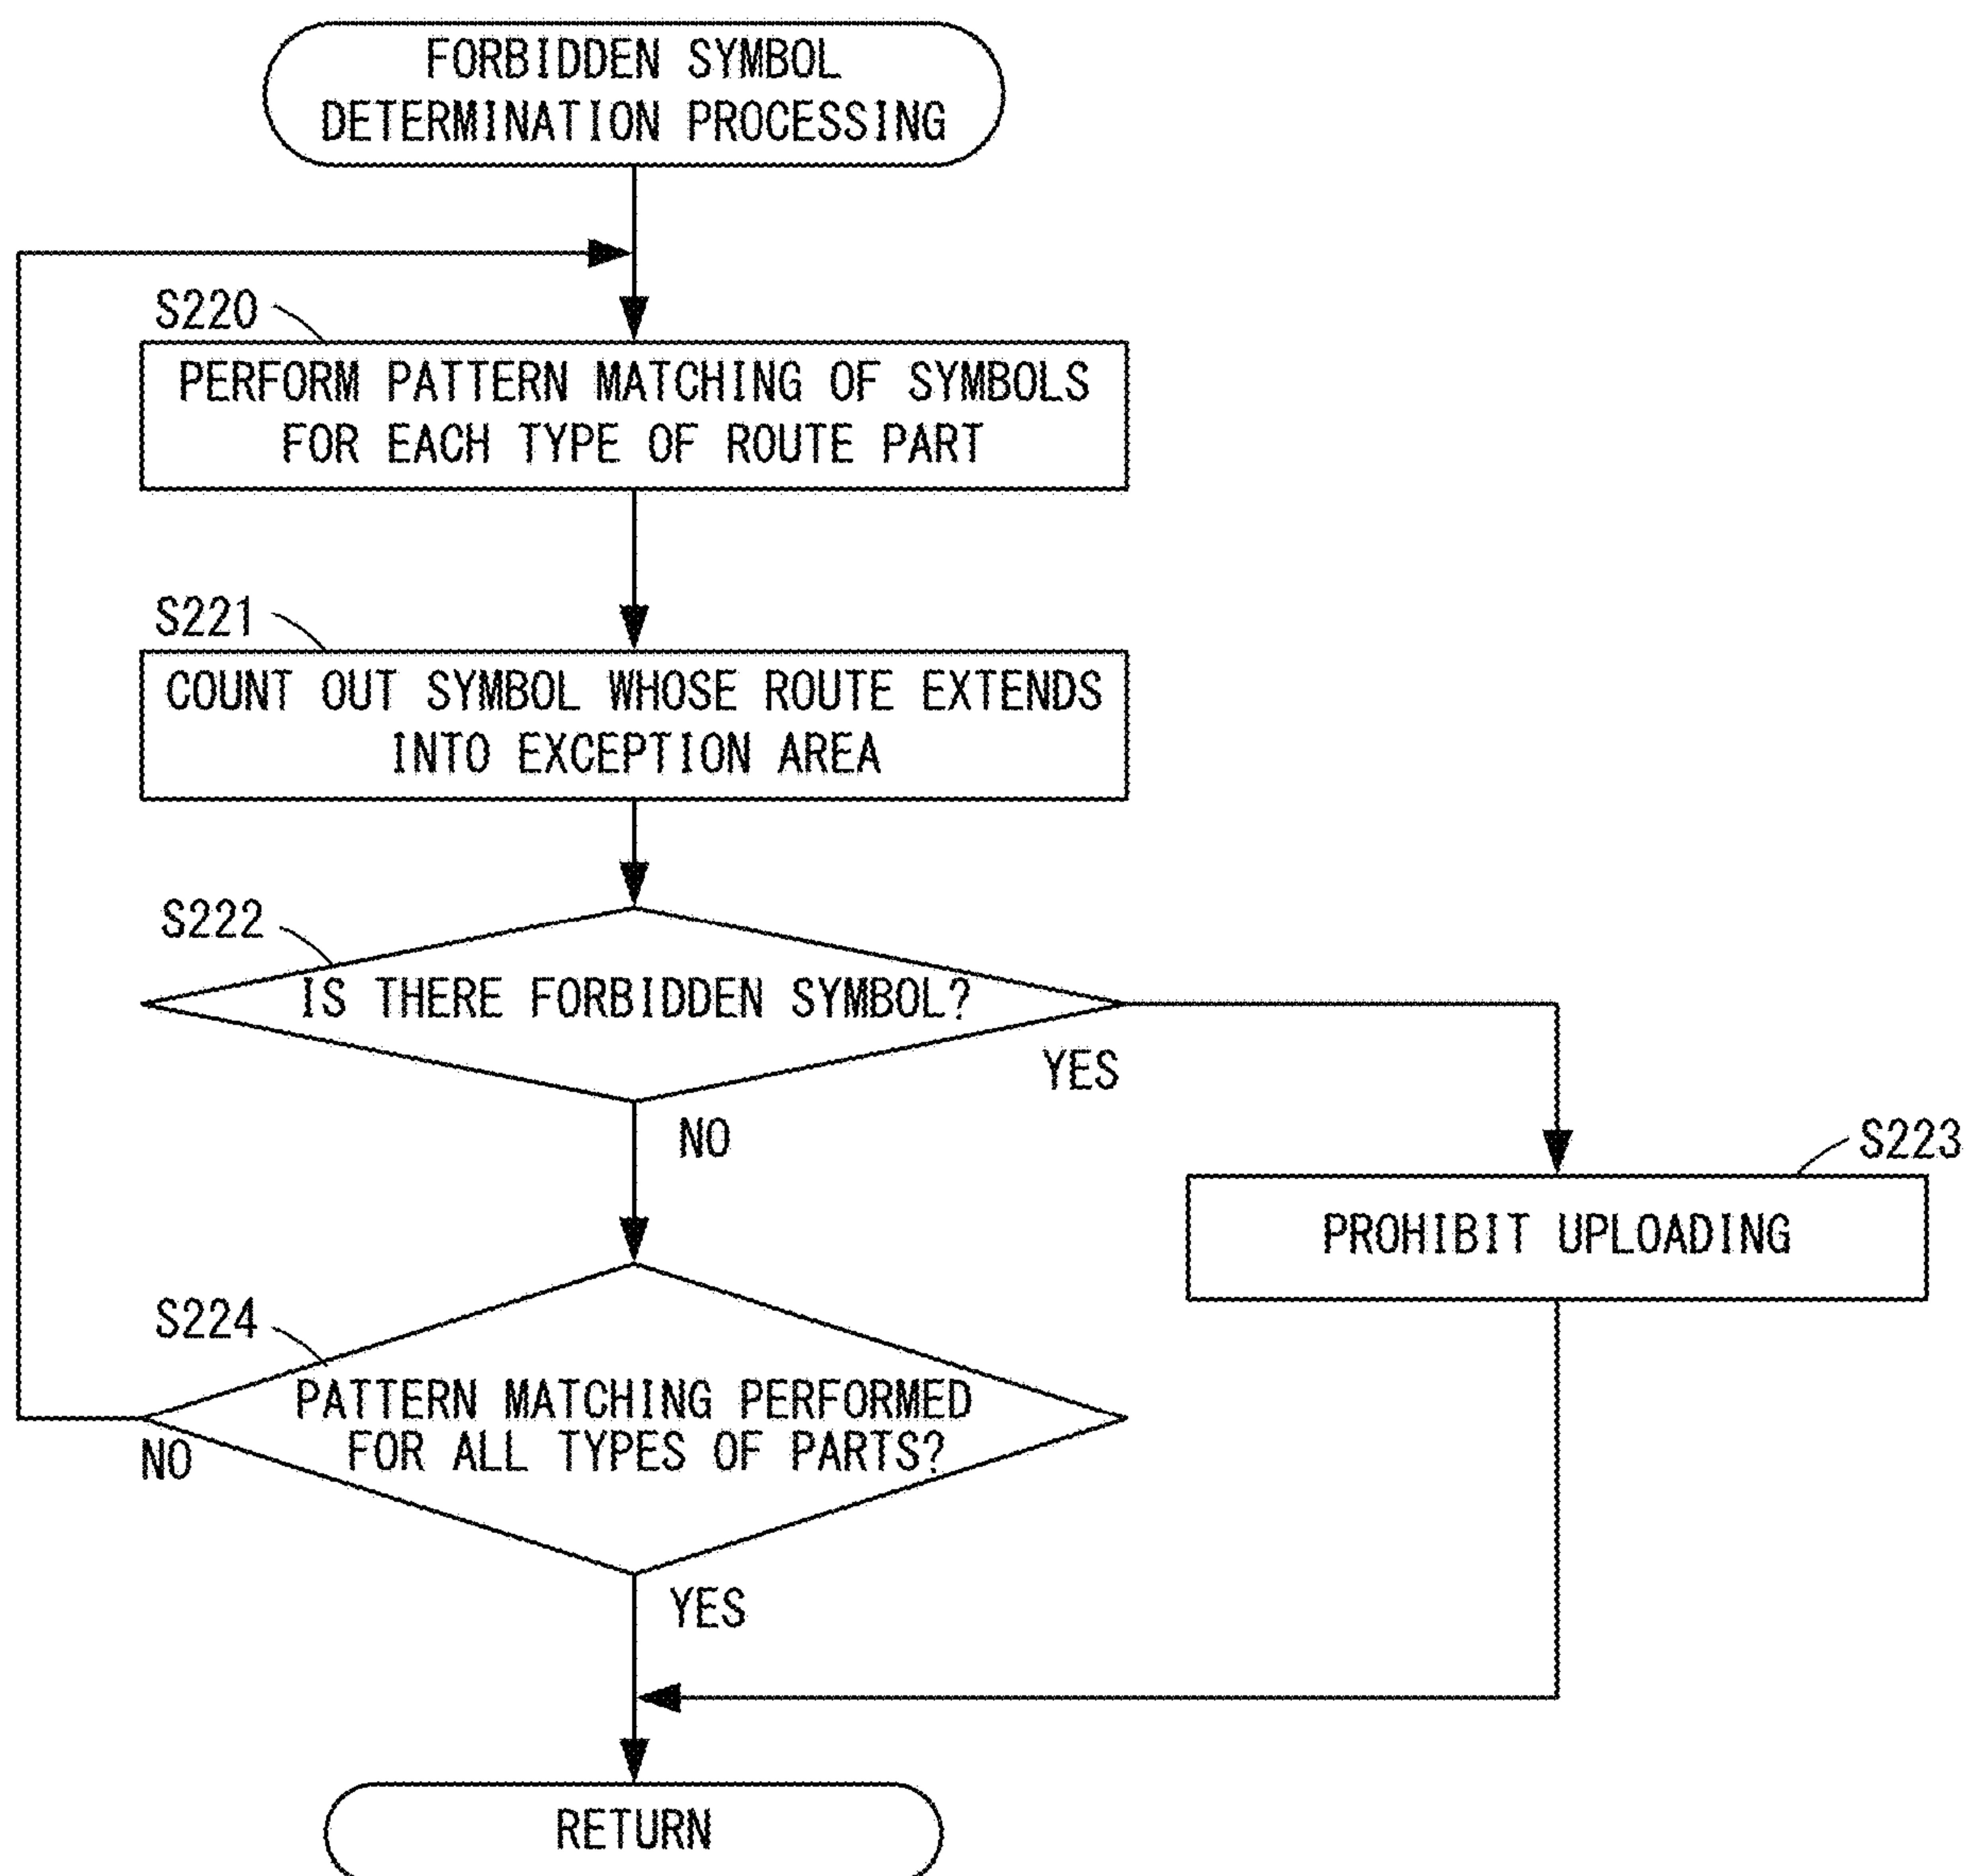 FORBIDDEN SYMBOL
DETERMINATION PROCESSING
S220
PERFORM PATTERN MATCHING OF SYMBOLS
FOR EACH TYPE OF ROUTE PART
S221
COUNT OUT SYMBOL WHOSE ROUTE EXTENDS
INTO EXCEPTION AREA
S222
IS THERE FORBIDDEN SYMBOL?
YES
NO
S223
PROHIBIT UPLOADING
S224
PATTERN MATCHING PERFORMED
FOR ALL TYPES OF PARTS?
NO
YES
RETURN